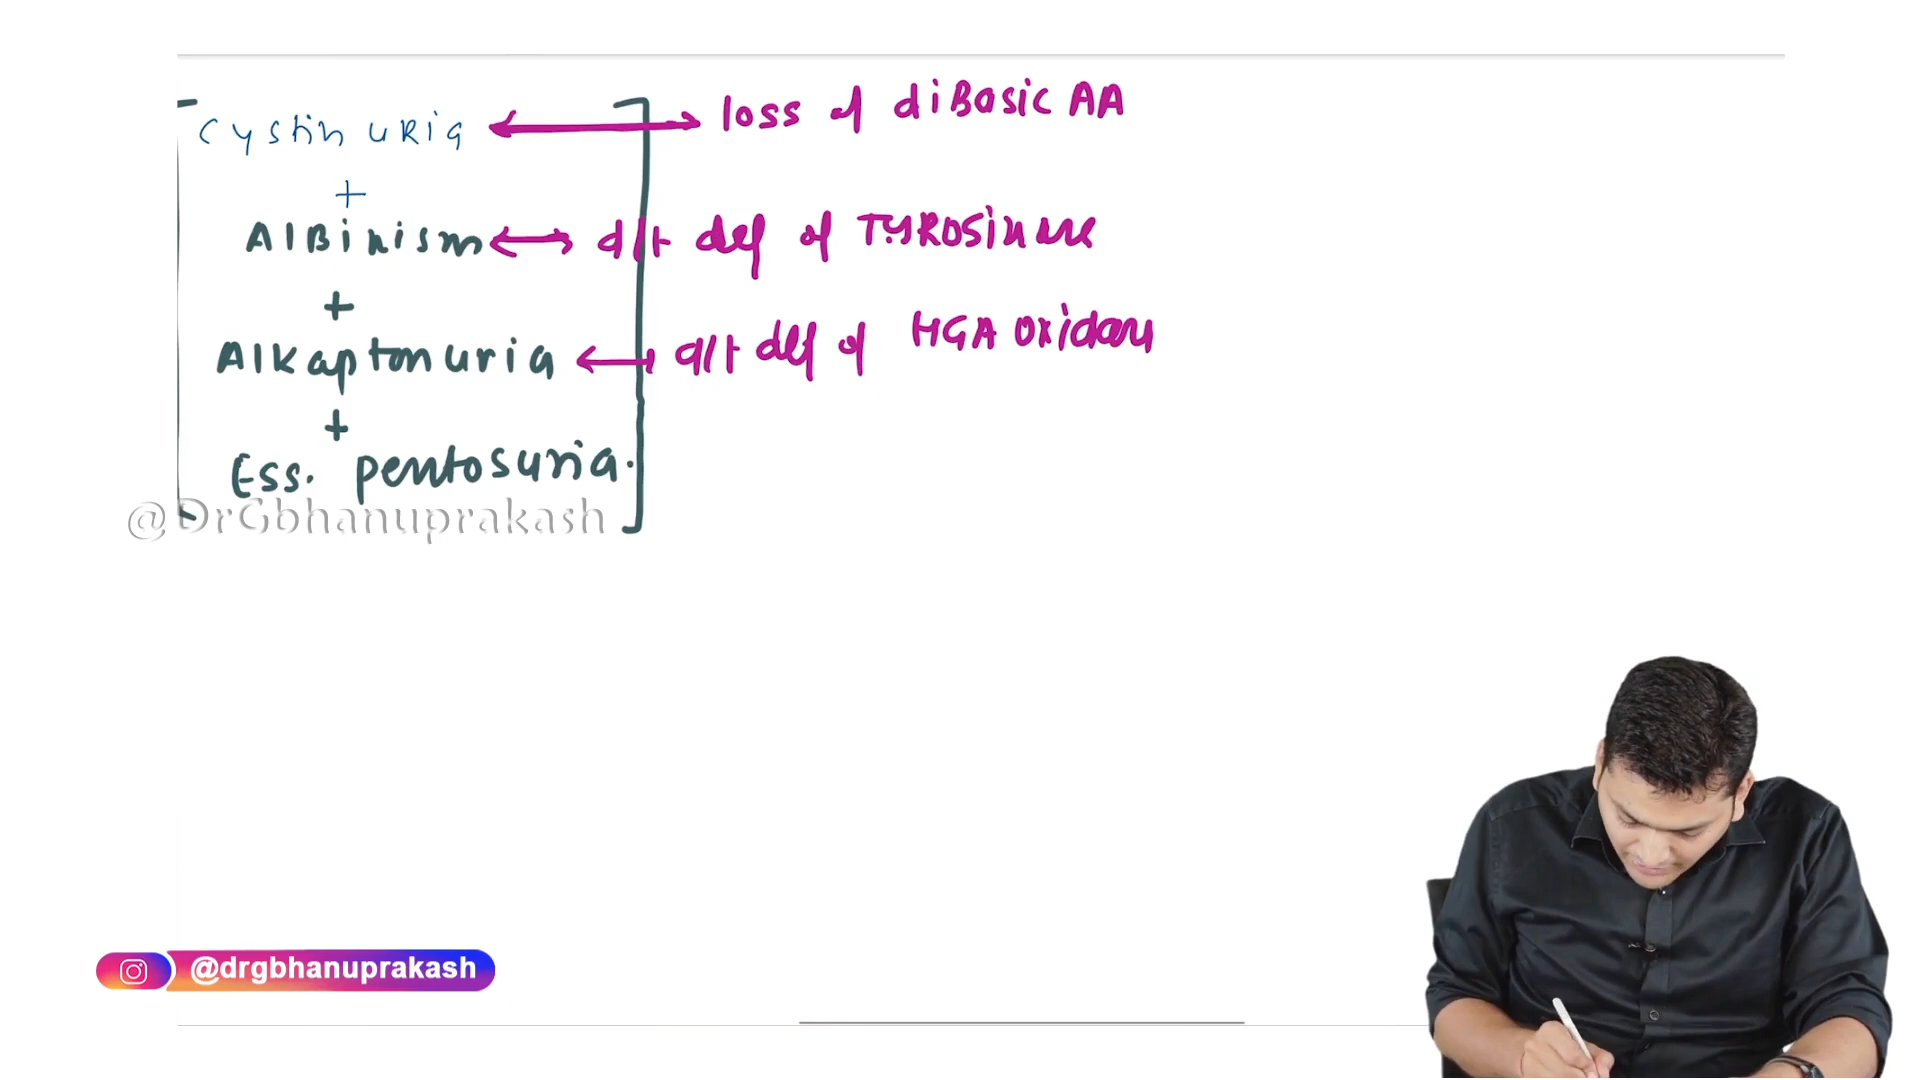 Cystinuria ↔ loss of diBasic AA
+
AlBinism ↔ d/t def of TYROSinase
+
Alkaptonuria ↔ d/t def of HGA Oxidase
+
Ess. pentosuria.
@DrGbhanuprakash
@drgbhanuprakash